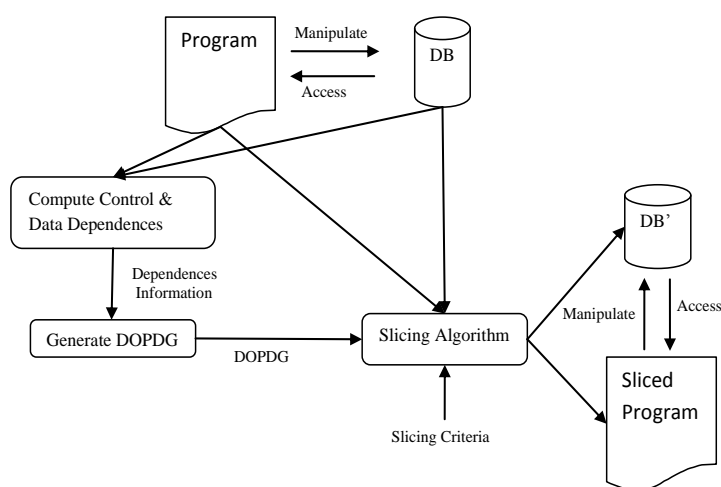 Program
Manipulate
Access
DB
Compute Control &
Data Dependences
Dependences
Information
Generate DOPDG
DOPDG
Slicing Algorithm
Slicing Criteria
DB’
Manipulate
Access
Sliced
Program